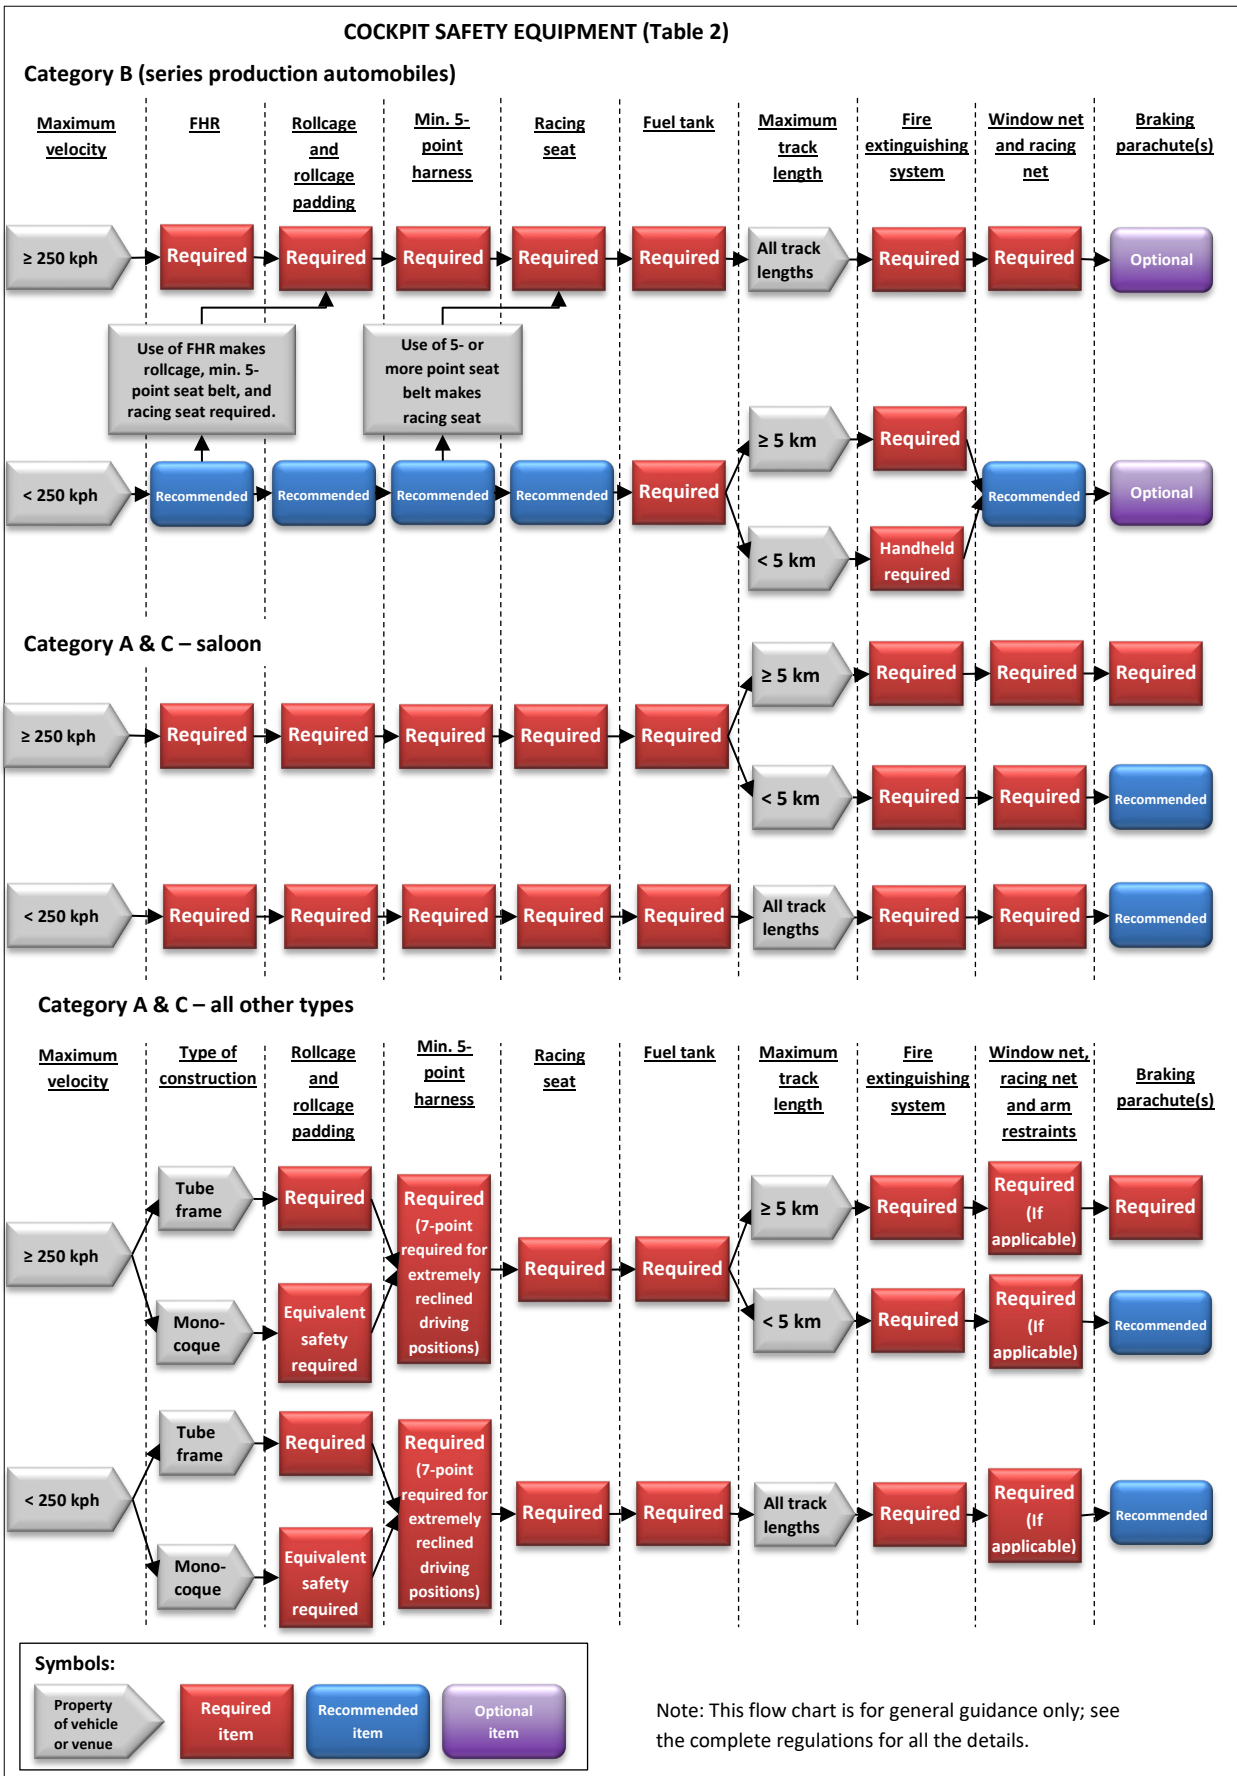 COCKPIT SAFETY EQUIPMENT (Table 2)
Category B (series production automobiles)
Maximum
velocity
FHR
Rollcage
and
rollcage
padding
Min. 5-
point
harness
Racing
seat
Fuel tank
Maximum
track
length
Fire
extinguishing
system
Window net
and racing
net
Braking
parachute(s)
≥ 250 kph
Required
Required
Required
Required
Required
All track
lengths
Required
Required
Optional
Use of FHR makes
rollcage, min. 5-
point seat belt, and
racing seat required.
Use of 5- or
more point seat
belt makes
racing seat
≥ 5 km
Required
< 250 kph
Recommended
Recommended
Recommended
Recommended
Required
Recommended
Optional
< 5 km
Handheld
required
Category A & C – saloon
≥ 5 km
Required
Required
Required
≥ 250 kph
Required
Required
Required
Required
Required
< 5 km
Required
Required
Recommended
< 250 kph
Required
Required
Required
Required
Required
All track
lengths
Required
Required
Recommended
Category A & C – all other types
Maximum
velocity
Type of
construction
Rollcage
and
rollcage
padding
Min. 5-
point
harness
Racing
seat
Fuel tank
Maximum
track
length
Fire
extinguishing
system
Window net,
racing net
and arm
restraints
Braking
parachute(s)
≥ 250 kph
Tube
frame
Required
Mono-
coque
Equivalent
safety
required
Required
(7-point
required for
extremely
reclined
driving
positions)
Required
Required
≥ 5 km
Required
Required
(If
applicable)
Required
< 5 km
Required
Required
(If
applicable)
Recommended
< 250 kph
Tube
frame
Required
Mono-
coque
Equivalent
safety
required
Required
(7-point
required for
extremely
reclined
driving
positions)
Required
Required
All track
lengths
Required
Required
(If
applicable)
Recommended
Symbols:
Property
of vehicle
or venue
Required
item
Recommended
item
Optional
item
Note: This flow chart is for general guidance only; see
the complete regulations for all the details.